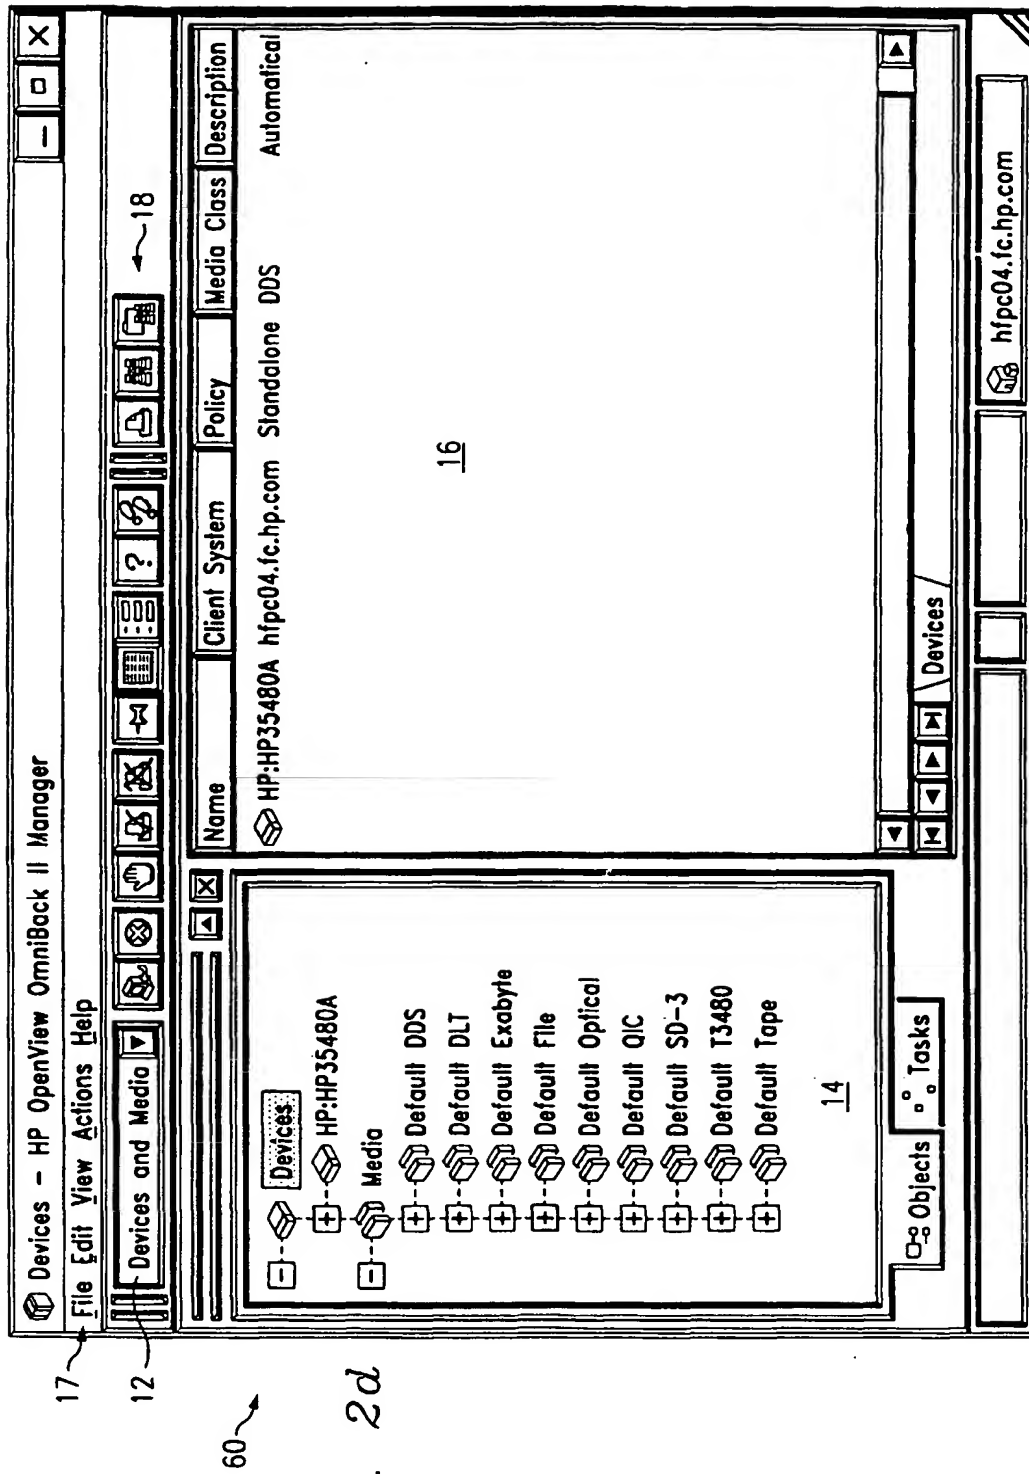 Devices – HP OpenView OmniBack II Manager
17
File Edit View Actions Help
12
Devices and Media
?
18
60
Devices
HP:HP35480A
Media
Default DDS
Default DLT
Default Exabyte
Default File
Default Optical
Default QIC
Default SD-3
Default T3480
Default Tape
14
Objects
Tasks
Name
Client System
Policy
Media Class
Description
HP:HP35480A hfpc04.fc.hp.com Standalone DDS Automatical
16
Devices
hfpc04.fc.hp.com
2d